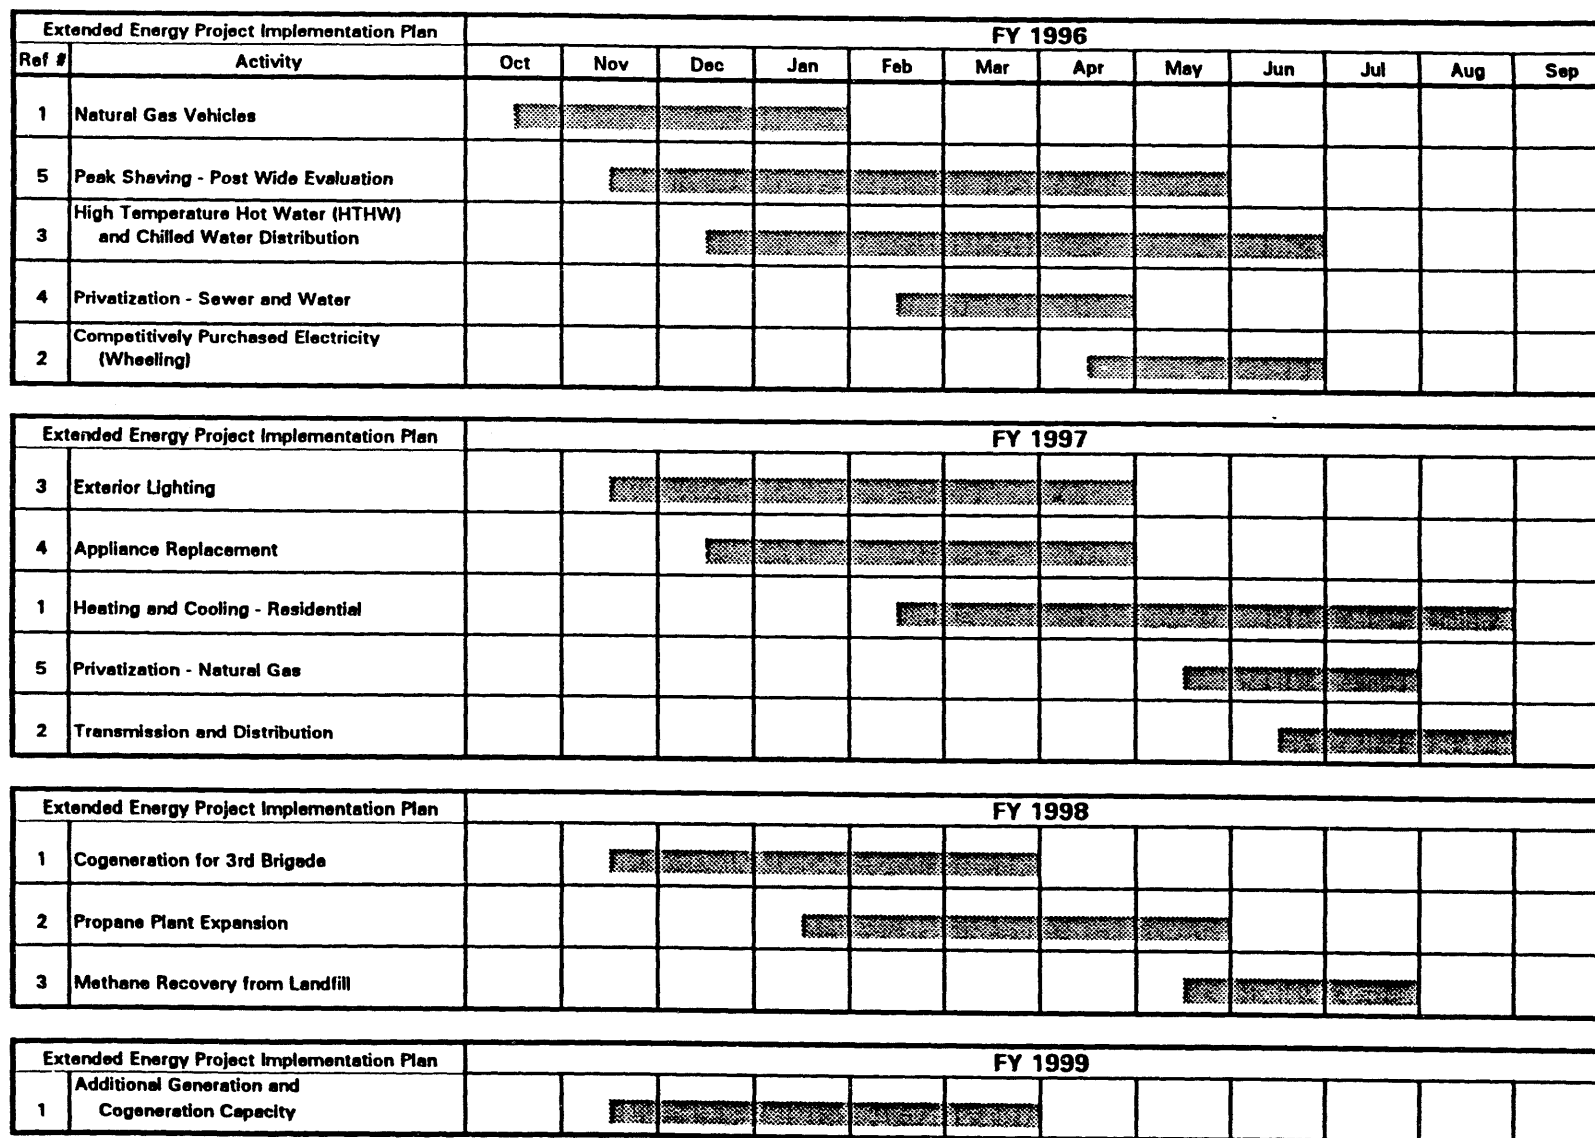 Extended Energy Project Implementation Plan FY 1996
Ref # Activity Oct Nov Dec Jan Feb Mar Apr May Jun Jul Aug Sep
1 Natural Gas Vehicles
5 Peak Shaving - Post Wide Evaluation
High Temperature Hot Water (HTHW)
3 and Chilled Water Distribution
4 Privatization - Sewer and Water
Competitively Purchased Electricity
2 (Wheeling)
Extended Energy Project Implementation Plan FY 1997
3 Exterior Lighting
4 Appliance Replacement
1 Heating and Cooling - Residential
5 Privatization - Natural Gas
2 Transmission and Distribution
Extended Energy Project Implementation Plan FY 1998
1 Cogeneration for 3rd Brigade
2 Propane Plant Expansion
3 Methane Recovery from Landfill
Extended Energy Project Implementation Plan FY 1999
Additional Generation and
1 Cogeneration Capacity